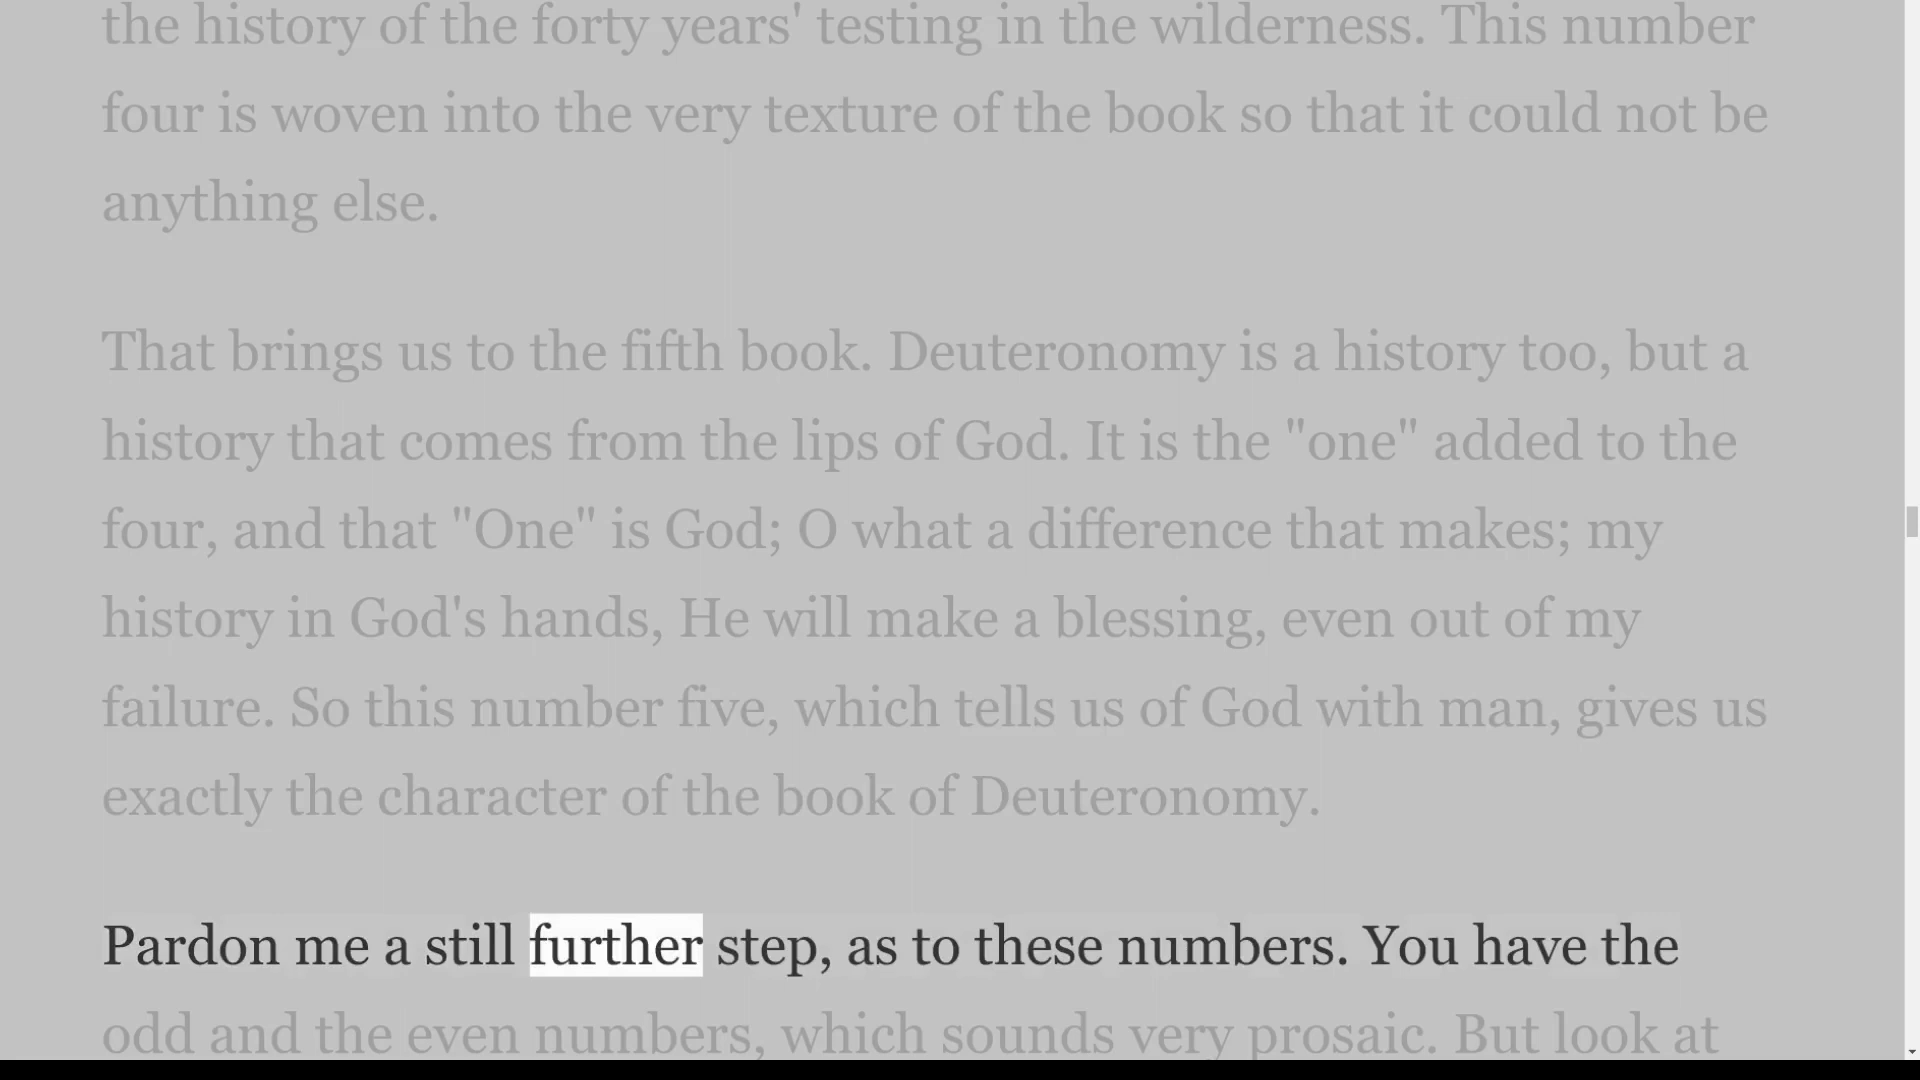 the history of the forty years' testing in the wilderness. This number
four is woven into the very texture of the book so that it could not be
anything else.
That brings us to the fifth book. Deuteronomy is a history too, but a
history that comes from the lips of God. It is the "one" added to the
four, and that "One" is God; O what a difference that makes; my
history in God's hands, He will make a blessing, even out of my
failure. So this number five, which tells us of God with man, gives us
exactly the character of the book of Deuteronomy.
Pardon me a still further step, as to these numbers. You have the
odd and the even numbers, which sounds very prosaic. But look at